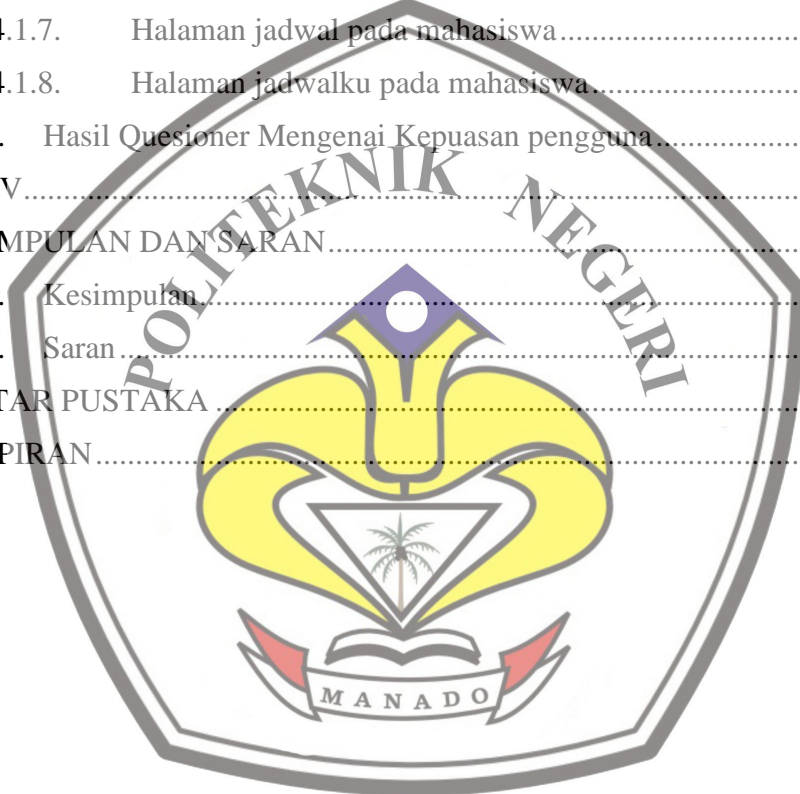 4.1.7. Halaman jadwal pada mahasiswa
4.1.8. Halaman jadwalku pada mahasiswa
. Hasil Quesioner Mengenai Kepuasan pengguna
V
MPULAN DAN SARAN
. Kesimpulan
. Saran
TAR PUSTAKA
PIRAN
POLITEKNIK NEGERI
MANADO